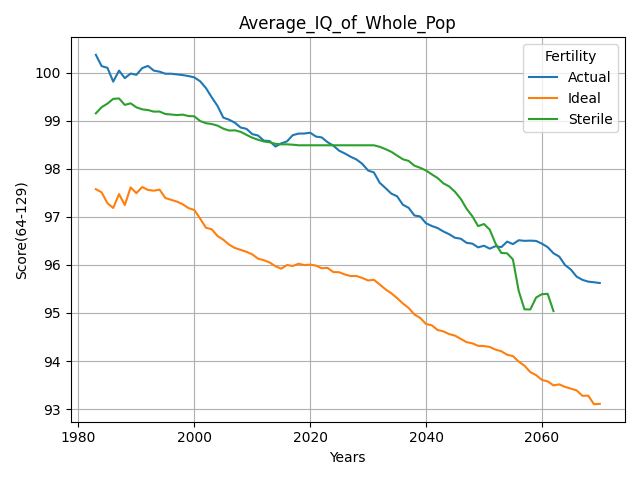 Average_IQ_of_Whole_Pop
Score(64-129)
100
99
98
97
96
95
94
93
1980
2000
2020
2040
2060
Years
Fertility
Actual
Ideal
Sterile